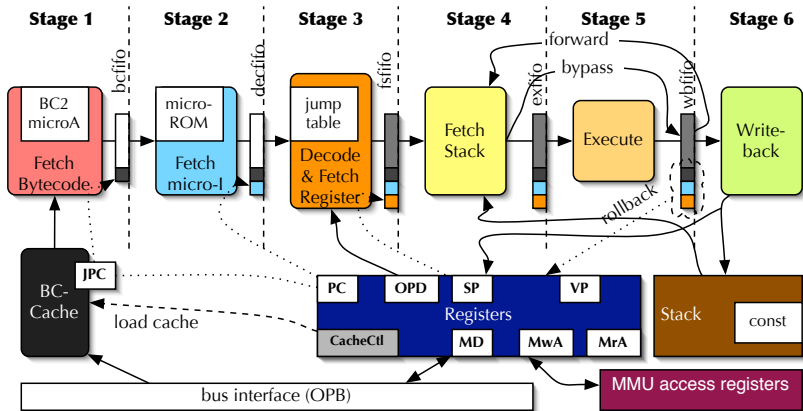 Stage 1
Stage 2
Stage 3
Stage 4
Stage 5
Stage 6
bcfifo
decfifo
fsfifo
exfifo
wbfifo
forward
bypass
BC2
microA
Fetch
Bytecode
micro-
ROM
Fetch
micro-I
jump
table
Decode
& Fetch
Register
Fetch
Stack
Execute
Write-
back
rollback
BC-
Cache
JPC
load cache
PC
OPD
SP
VP
Registers
CacheCtl
MD
MwA
MrA
Stack
const
bus interface (OPB)
MMU access registers